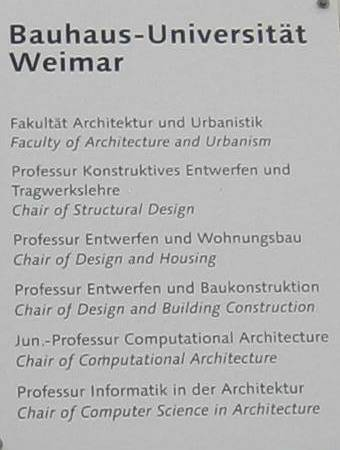 Bauhaus-Universität
Weimar
Fakultät Architektur und Urbanistik
Faculty of Architecture and Urbanism
Professur Konstruktives Entwerfen und
Tragwerkslehre
Chair of Structural Design
Professur Entwerfen und Wohnungsbau
Chair of Design and Housing
Professur Entwerfen und Baukonstruktion
Chair of Design and Building Construction
Jun.-Professur Computational Architecture
Chair of Computational Architecture
Professur Informatik in der Architektur
Chair of Computer Science in Architecture